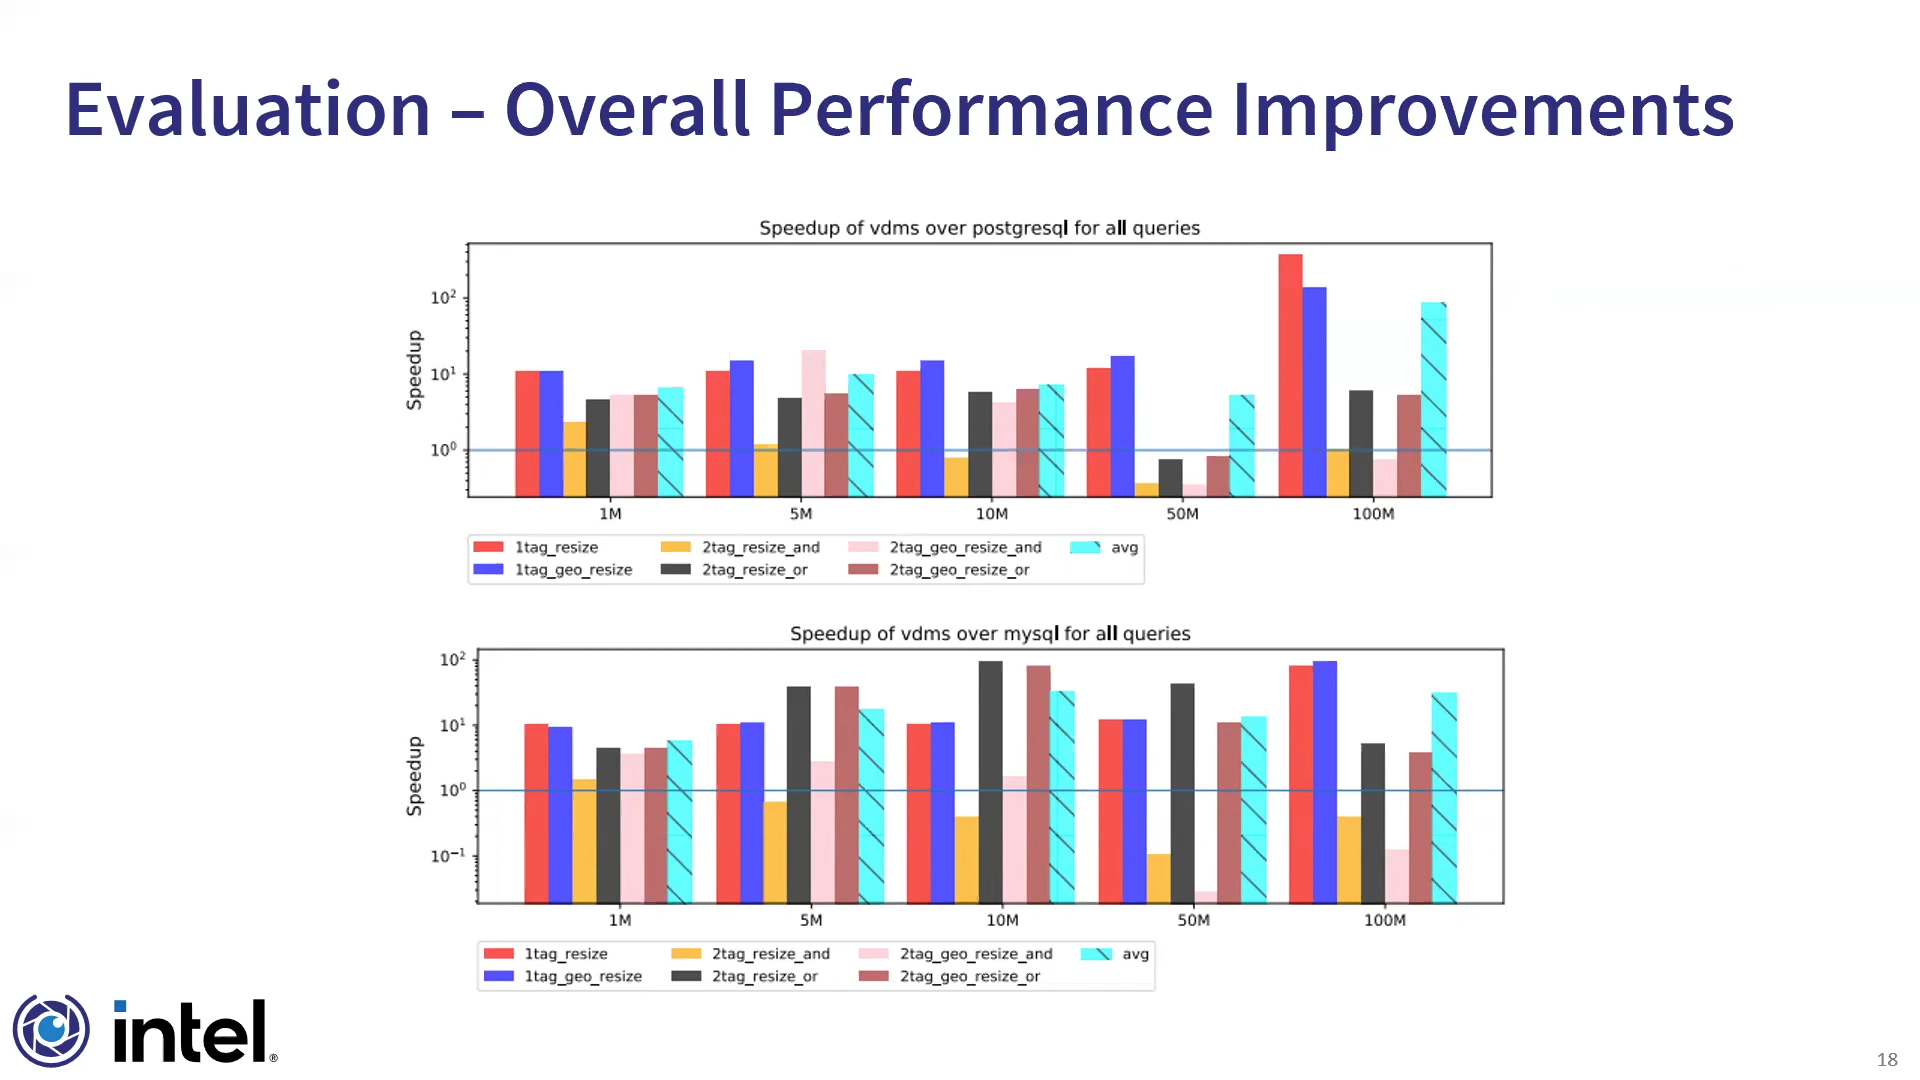 Evaluation – Overall Performance Improvements
Speedup of vdms over postgresql for all queries
Speedup
10²
10¹
10⁰
1M 5M 10M 50M 100M
1tag_resize 2tag_resize_and 2tag_geo_resize_and avg
1tag_geo_resize 2tag_resize_or 2tag_geo_resize_or
Speedup of vdms over mysql for all queries
Speedup
10²
10¹
10⁰
10⁻¹
1M 5M 10M 50M 100M
1tag_resize 2tag_resize_and 2tag_geo_resize_and avg
1tag_geo_resize 2tag_resize_or 2tag_geo_resize_or
intel®
18